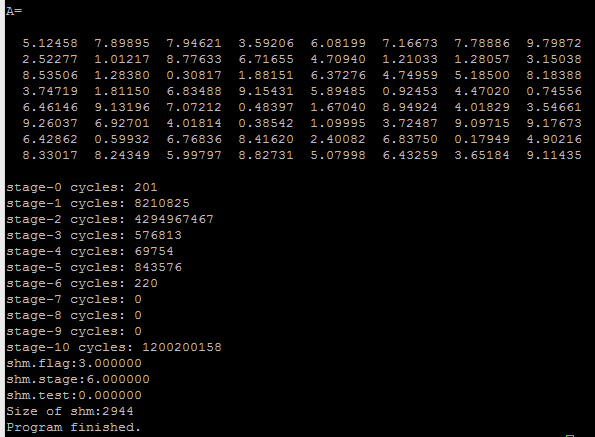 A=
5.12458 7.89895 7.94621 3.59206 6.08199 7.16673 7.78886 9.79872
2.52277 1.01217 8.77633 6.71655 4.70940 1.21033 1.28057 3.15038
8.53506 1.28380 0.30817 1.88151 6.37276 4.74959 5.18500 8.18388
3.74719 1.81150 6.83488 9.15431 5.89485 0.92453 4.47020 0.74556
6.46146 9.13196 7.07212 0.48397 1.67040 8.94924 4.01829 3.54661
9.26037 6.92701 4.01814 0.38542 1.09995 3.72487 9.09715 9.17673
6.42862 0.59932 6.76836 8.41620 2.40082 6.83750 0.17949 4.90216
8.33017 8.24349 5.99797 8.82731 5.07998 6.43259 3.65184 9.11435
stage-0 cycles: 201
stage-1 cycles: 8210825
stage-2 cycles: 4294967467
stage-3 cycles: 576813
stage-4 cycles: 69754
stage-5 cycles: 843576
stage-6 cycles: 220
stage-7 cycles: 0
stage-8 cycles: 0
stage-9 cycles: 0
stage-10 cycles: 1200200158
shm.flag:3.000000
shm.stage:6.000000
shm.test:0.000000
Size of shm:2944
Program finished.